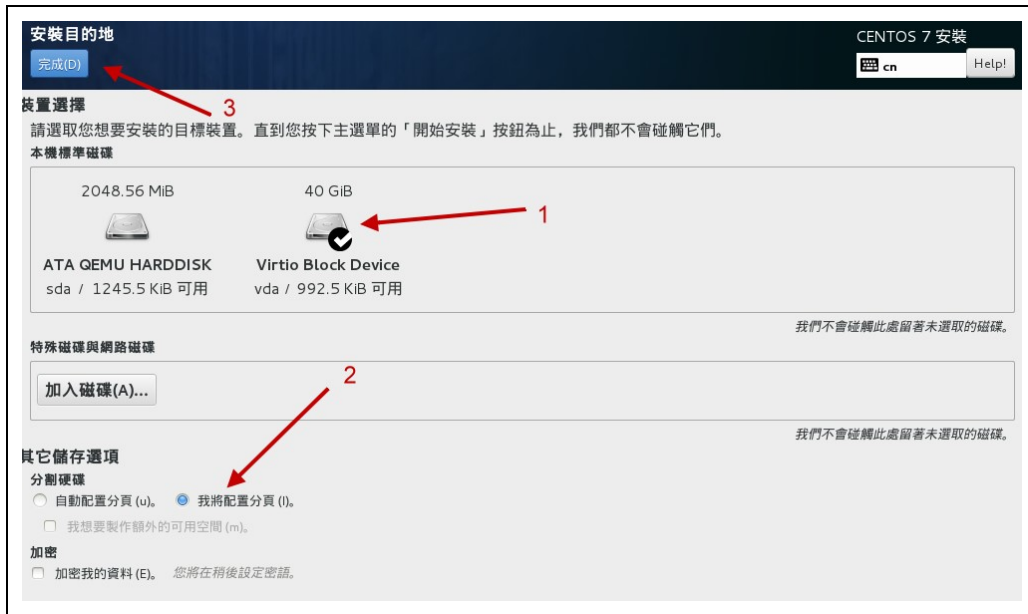 安裝目的地
CENTOS 7 安裝
完成(D)
cn
Help!
3
裝置選擇
請選取您想要安裝的目標裝置。直到您按下主選單的「開始安裝」按鈕為止，我們都不會碰觸它們。
本機標準磁碟
2048.56 MiB
40 GiB
1
ATA QEMU HARDDISK
Virtio Block Device
sda / 1245.5 KiB 可用
vda / 992.5 KiB 可用
我們不會碰觸此處留著未選取的磁碟。
特殊磁碟與網路磁碟
2
加入磁碟(A)...
我們不會碰觸此處留著未選取的磁碟。
其它儲存選項
分割硬碟
自動配置分頁(u)。
我將配置分頁(I)。
我想要製作額外的可用空間(m)。
加密
加密我的資料(E)。 您將在稍後設定密語。